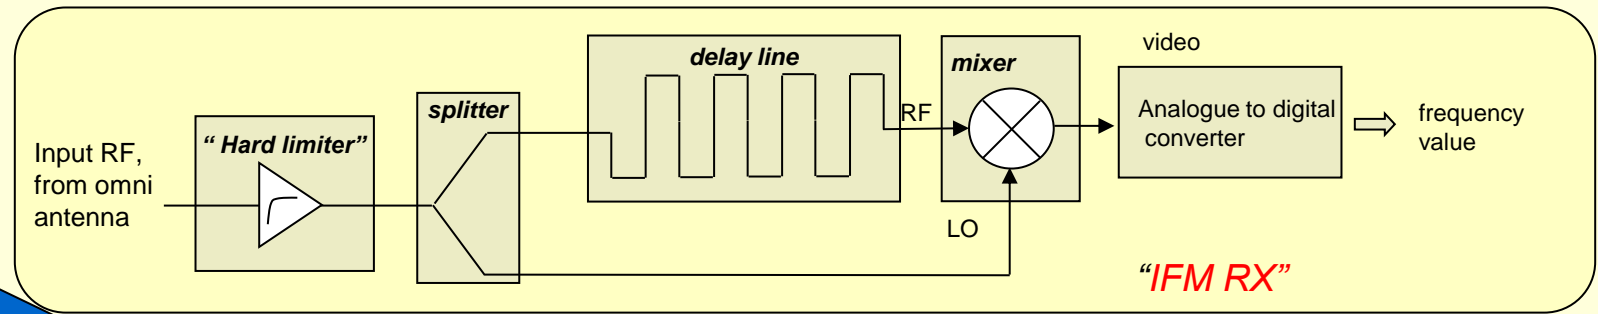 Input RF,
from omni
antenna
“ Hard limiter”
splitter
delay line
RF
mixer
LO
video
Analogue to digital
converter
frequency
value
“IFM RX”